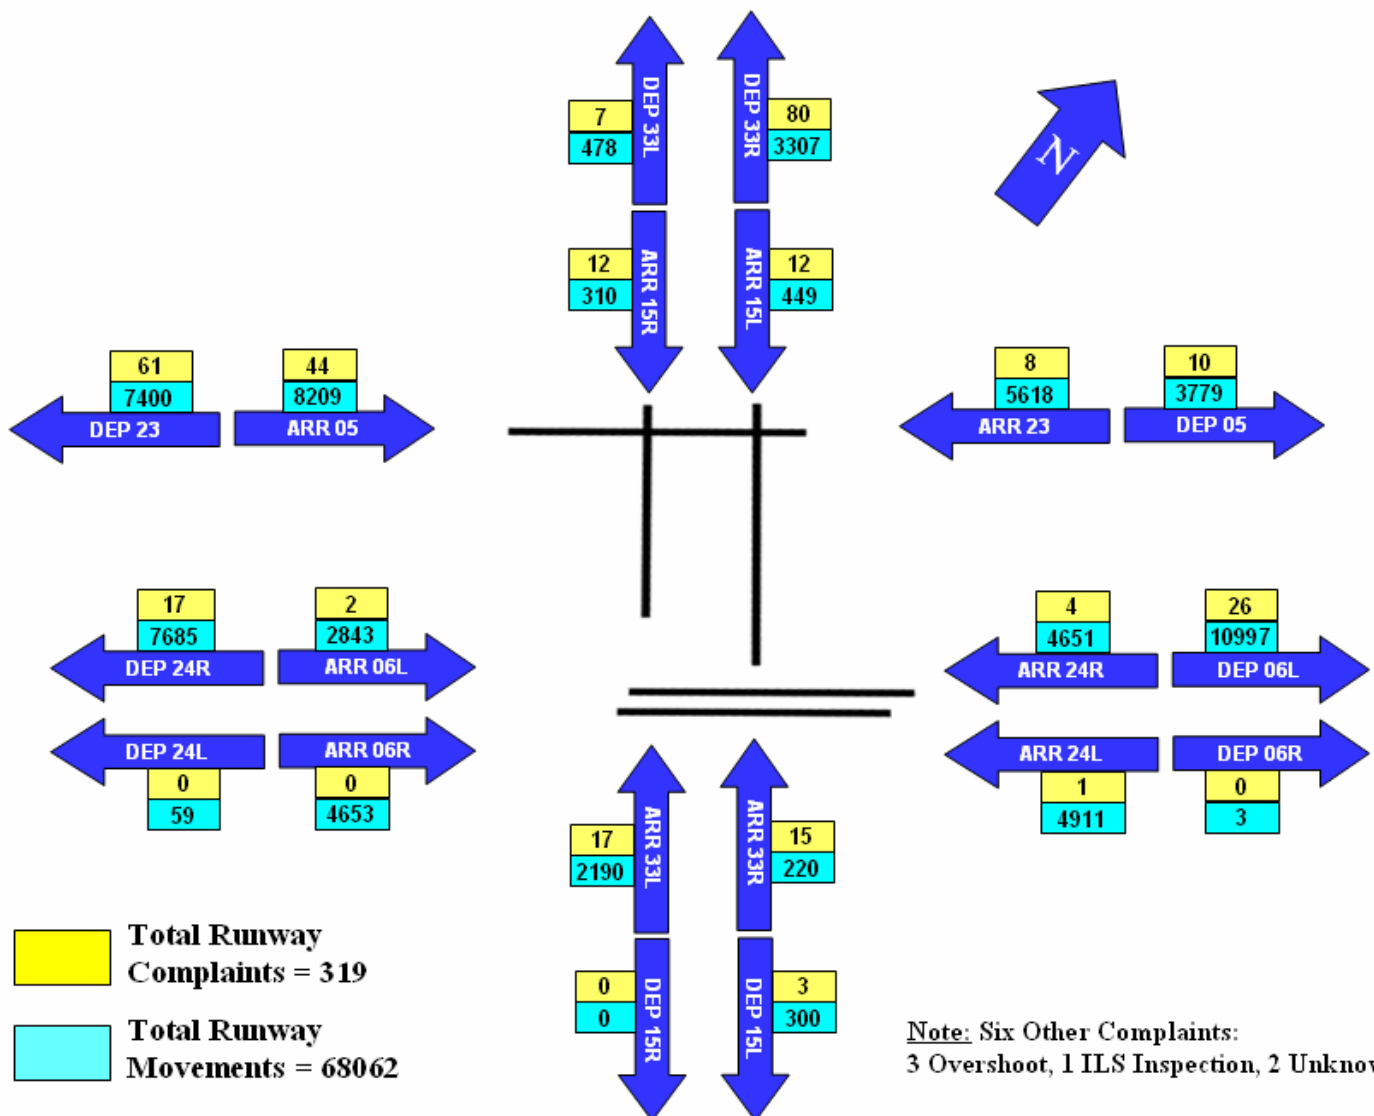 DEP 33L
7
478
DEP 33R
80
3307
N
ARR 15R
12
310
ARR 15L
12
449
61
7400
DEP 23
44
8209
ARR 05
8
5618
ARR 23
10
3779
DEP 05
17
7685
DEP 24R
2
2843
ARR 06L
4
4651
ARR 24R
26
10997
DEP 06L
DEP 24L
0
59
ARR 06R
0
4653
ARR 24L
1
4911
DEP 06R
0
3
17
2190
ARR 33L
ARR 33R
15
220
0
0
DEP 15R
DEP 15L
3
300
Total Runway
Complaints = 319
Total Runway
Movements = 68062
Note: Six Other Complaints:
3 Overshoot, 1 ILS Inspection, 2 Unknov